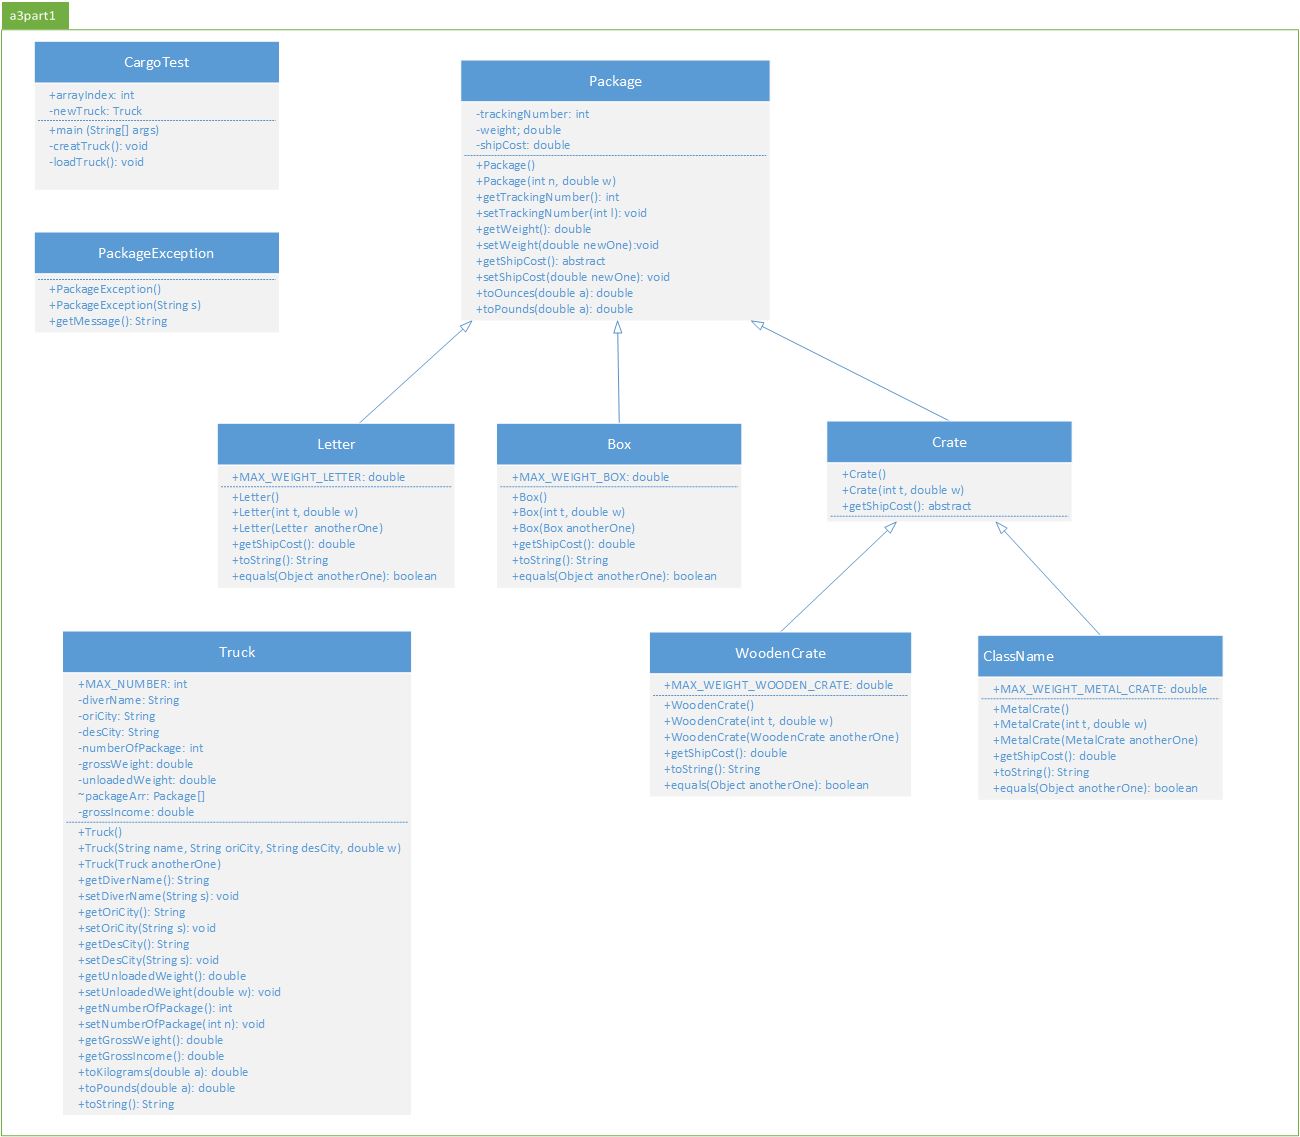 a3part1
CargoTest
+arrayIndex: int
-newTruck: Truck
+main (String[] args)
-creatTruck(): void
-loadTruck(): void
PackageException
+PackageException()
+PackageException(String s)
+getMessage(): String
Package
-trackingNumber: int
-weight; double
-shipCost: double
+Package()
+Package(int n, double w)
+getTrackingNumber(): int
+setTrackingNumber(int l): void
+getWeight(): double
+setWeight(double newOne):void
+getShipCost(): abstract
+setShipCost(double newOne): void
+toOunces(double a): double
+toPounds(double a): double
Letter
+MAX_WEIGHT_LETTER: double
+Letter()
+Letter(int t, double w)
+Letter(Letter  anotherOne)
+getShipCost(): double
+toString(): String
+equals(Object anotherOne): boolean
Box
+MAX_WEIGHT_BOX: double
+Box()
+Box(int t, double w)
+Box(Box anotherOne)
+getShipCost(): double
+toString(): String
+equals(Object anotherOne): boolean
Crate
+Crate()
+Crate(int t, double w)
+getShipCost(): abstract
Truck
+MAX_NUMBER: int
-diverName: String
-oriCity: String
-desCity: String
-numberOfPackage: int
-grossWeight: double
-unloadedWeight: double
~packageArr: Package[]
-grossIncome: double
+Truck()
+Truck(String name, String oriCity, String desCity, double w)
+Truck(Truck anotherOne)
+getDiverName(): String
+setDiverName(String s): void
+getOriCity(): String
+setOriCity(String s): void
+getDesCity(): String
+setDesCity(String s): void
+getUnloadedWeight(): double
+setUnloadedWeight(double w): void
+getNumberOfPackage(): int
+setNumberOfPackage(int n): void
+getGrossWeight(): double
+getGrossIncome(): double
+toKilograms(double a): double
+toPounds(double a): double
+toString(): String
WoodenCrate
+MAX_WEIGHT_WOODEN_CRATE: double
+WoodenCrate()
+WoodenCrate(int t, double w)
+WoodenCrate(WoodenCrate anotherOne)
+getShipCost(): double
+toString(): String
+equals(Object anotherOne): boolean
ClassName
+MAX_WEIGHT_METAL_CRATE: double
+MetalCrate()
+MetalCrate(int t, double w)
+MetalCrate(MetalCrate anotherOne)
+getShipCost(): double
+toString(): String
+equals(Object anotherOne): boolean